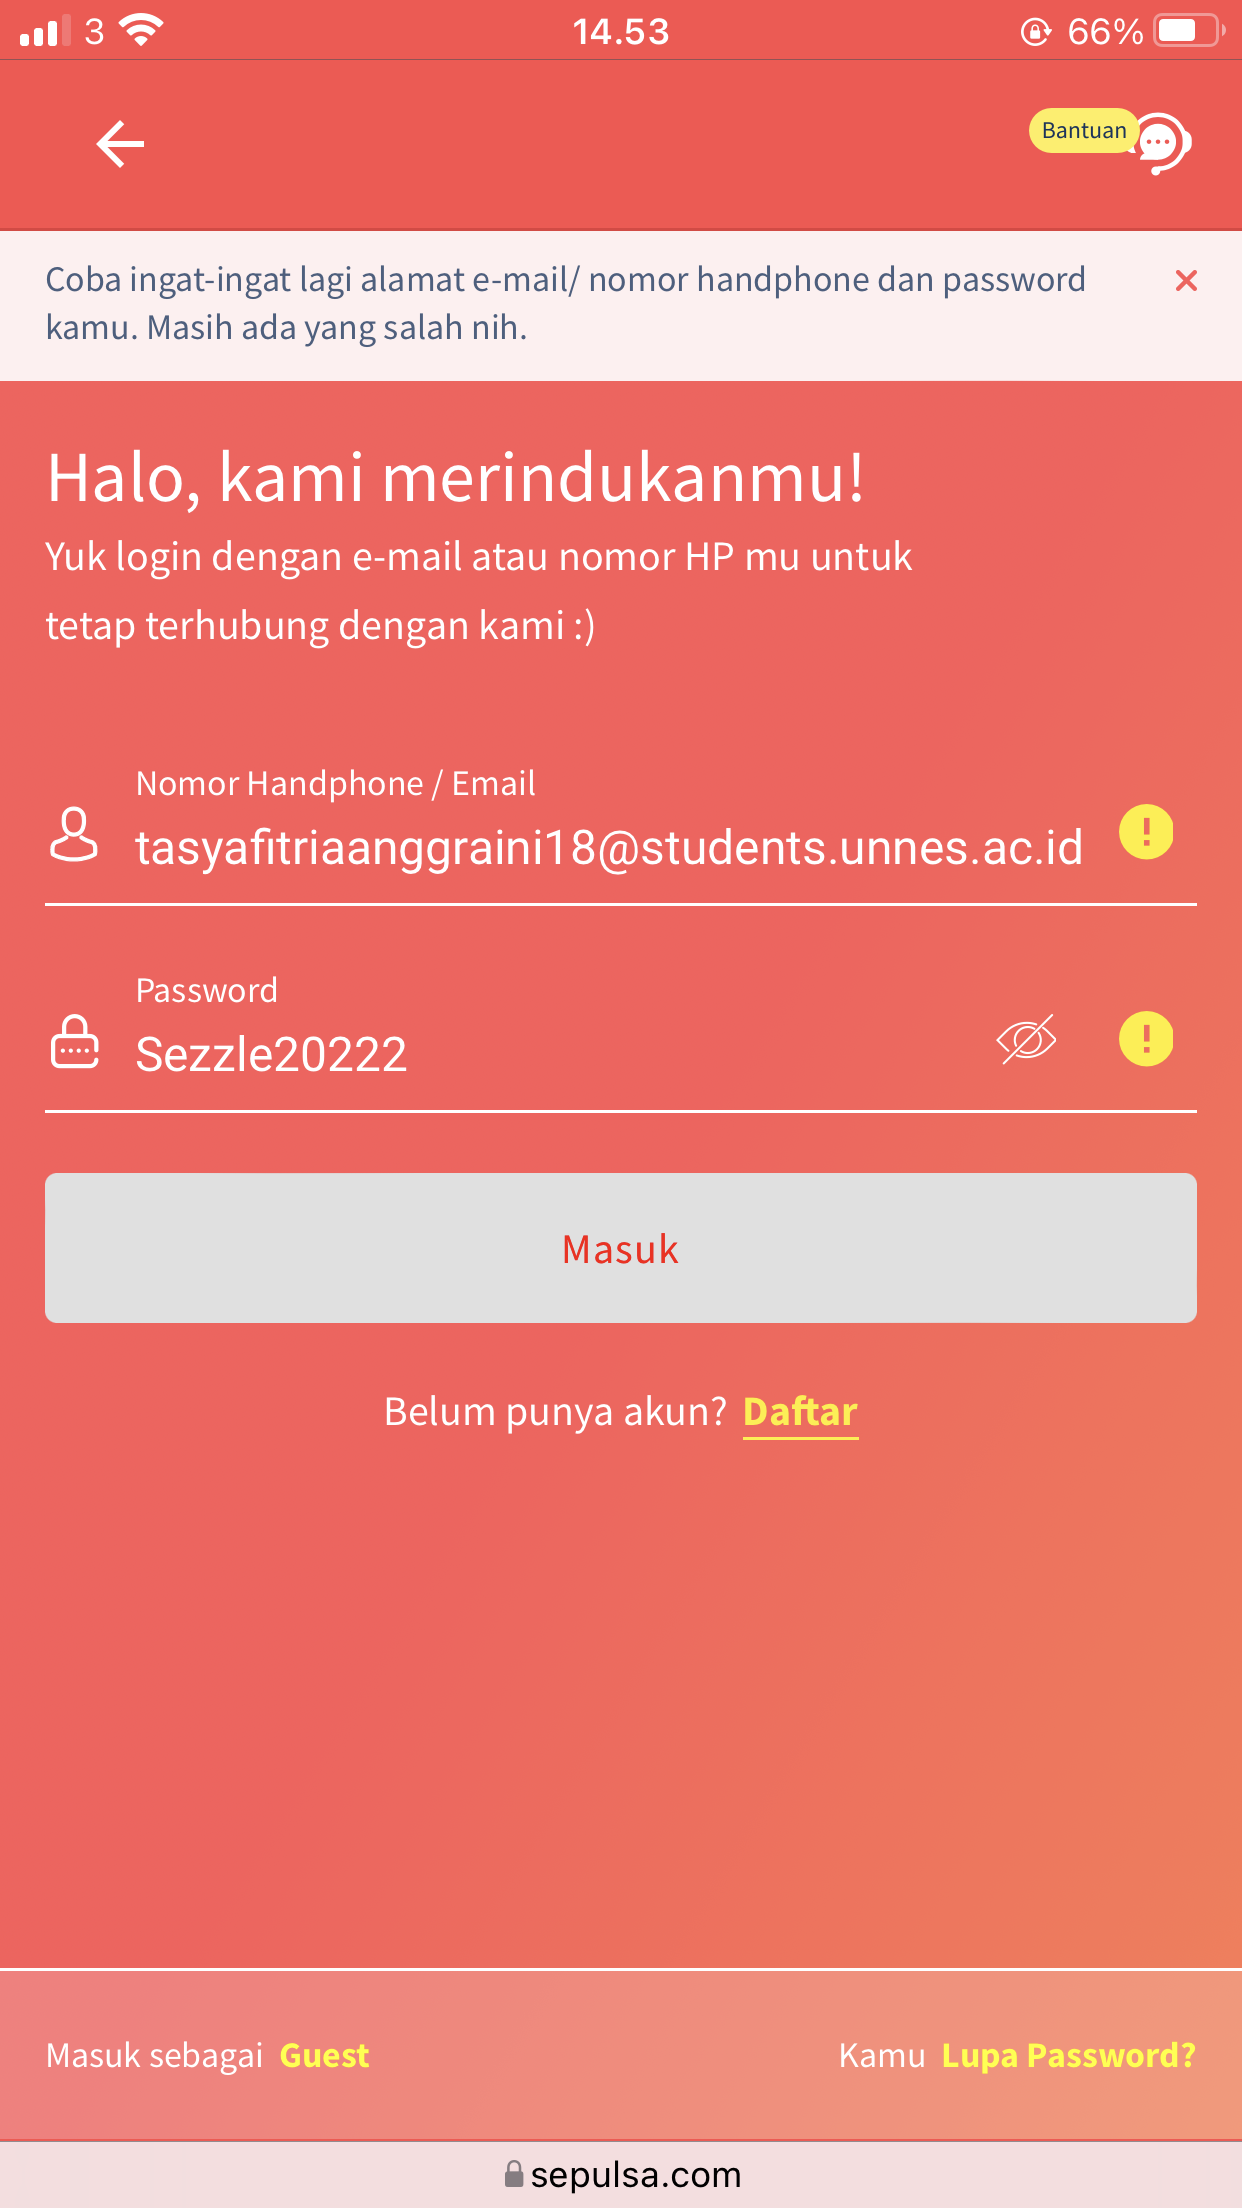 3
14.53
66%
Bantuan
Coba ingat-ingat lagi alamat e-mail/ nomor handphone dan password
kamu. Masih ada yang salah nih.
Halo, kami merindukanmu!
Yuk login dengan e-mail atau nomor HP mu untuk
tetap terhubung dengan kami :)
Nomor Handphone / Email
tasyafitriaanggraini18@students.unnes.ac.id
Password
Sezzle20222
Masuk
Belum punya akun? Daftar
Masuk sebagai Guest
Kamu Lupa Password?
sepulsa.com